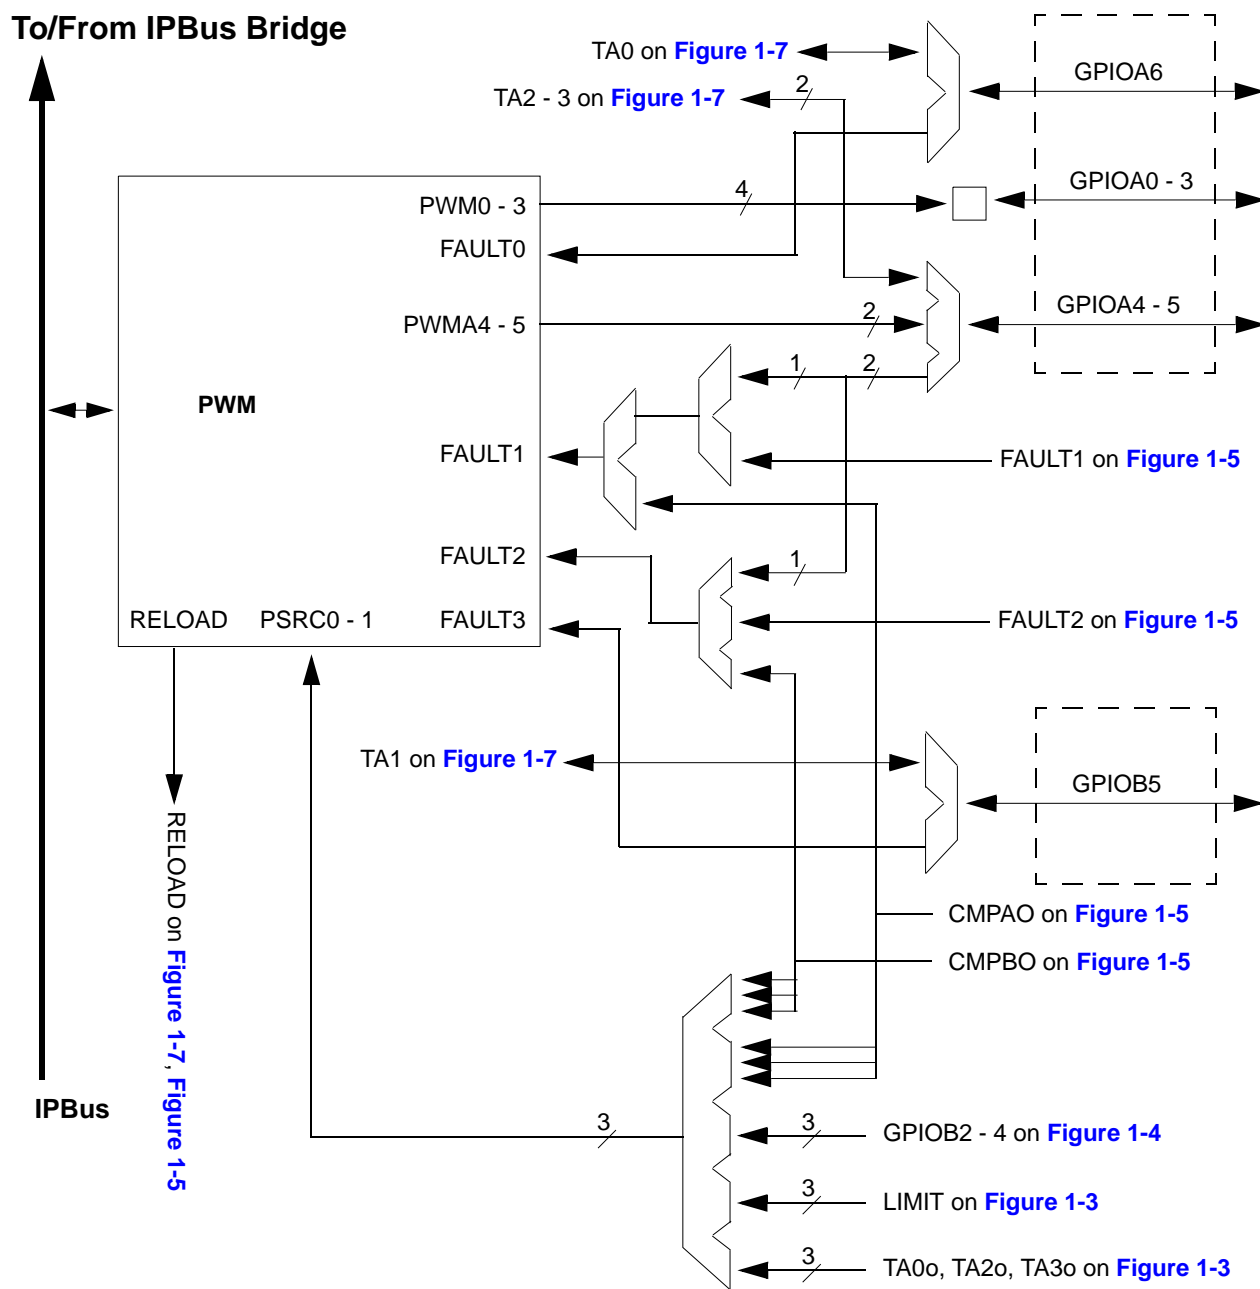 To/From IPBus Bridge
TA0 on Figure 1-7
GPIOA6
TA2 - 3 on Figure 1-7
2
GPIOA0 - 3
PWM0 - 3
4
FAULT0
GPIOA4 - 5
PWMA4 - 5
2
1
2
PWM
FAULT1
FAULT1 on Figure 1-5
FAULT2
1
RELOAD
PSRC0 - 1
FAULT3
FAULT2 on Figure 1-5
TA1 on Figure 1-7
GPIOB5
RELOAD on Figure 1-7, Figure 1-5
CMPAO on Figure 1-5
CMPBO on Figure 1-5
IPBus
3
3
GPIOB2 - 4 on Figure 1-4
3
LIMIT on Figure 1-3
3
TA0o, TA2o, TA3o on Figure 1-3